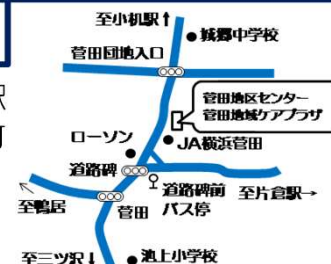 至小机駅↑
城郷中学校
菅田団地入口
駅
菅田地区センター
菅田地域ケアプラザ
ローソン
JA横浜菅田
道路碑
道路碑前
バス停
至片倉駅→
至鴨居
菅田
至三ツ沢↓
池上小学校